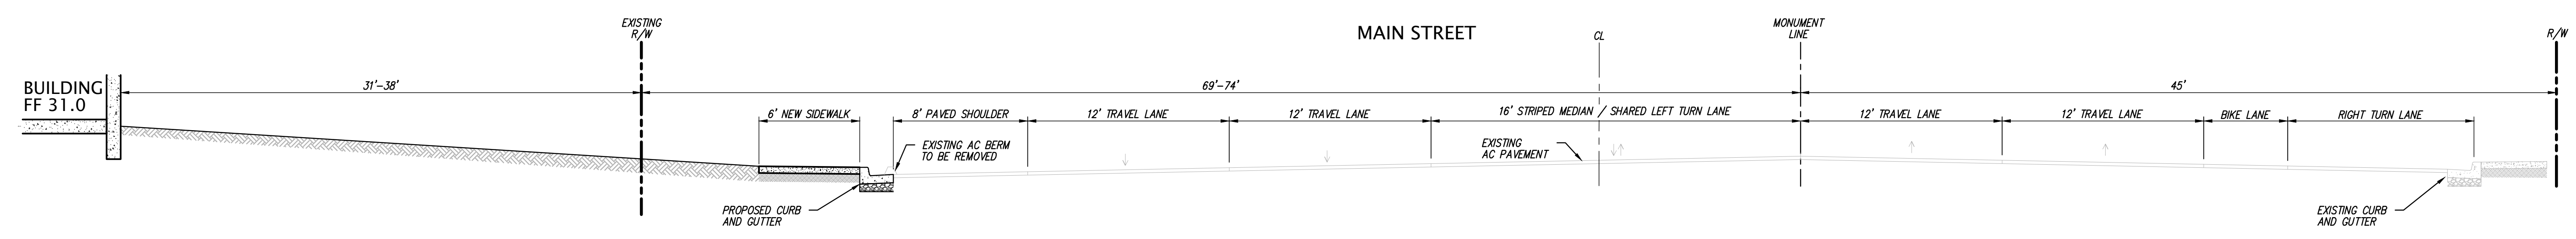 MAIN STREET
EXISTING
R/W
CL
MONUMENT
LINE
R/W
BUILDING
FF 31.0
31'-38'
69'-74'
45'
6' NEW SIDEWALK
8' PAVED SHOULDER
12' TRAVEL LANE
12' TRAVEL LANE
16' STRIPED MEDIAN / SHARED LEFT TURN LANE
12' TRAVEL LANE
12' TRAVEL LANE
BIKE LANE
RIGHT TURN LANE
EXISTING AC BERM
TO BE REMOVED
EXISTING
AC PAVEMENT
PROPOSED CURB
AND GUTTER
EXISTING CURB
AND GUTTER